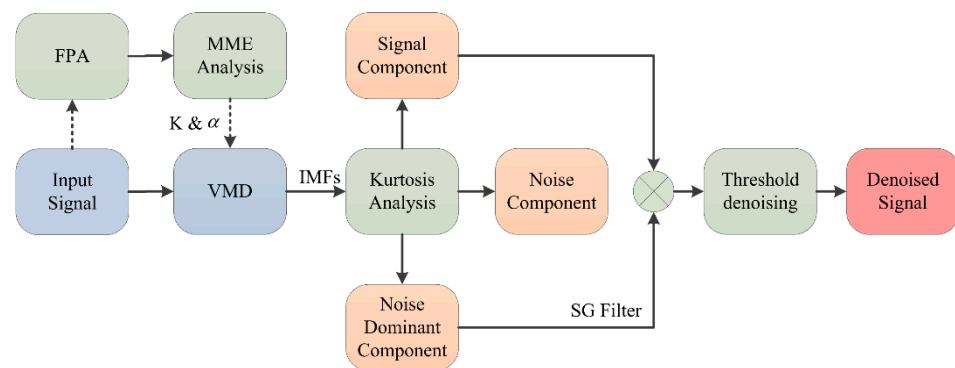 FPA
MME
Analysis
Signal
Component
K & α
Input
Signal
VMD
IMFs
Kurtosis
Analysis
Noise
Component
Threshold
denoising
Denoised
Signal
Noise
Dominant
Component
SG Filter